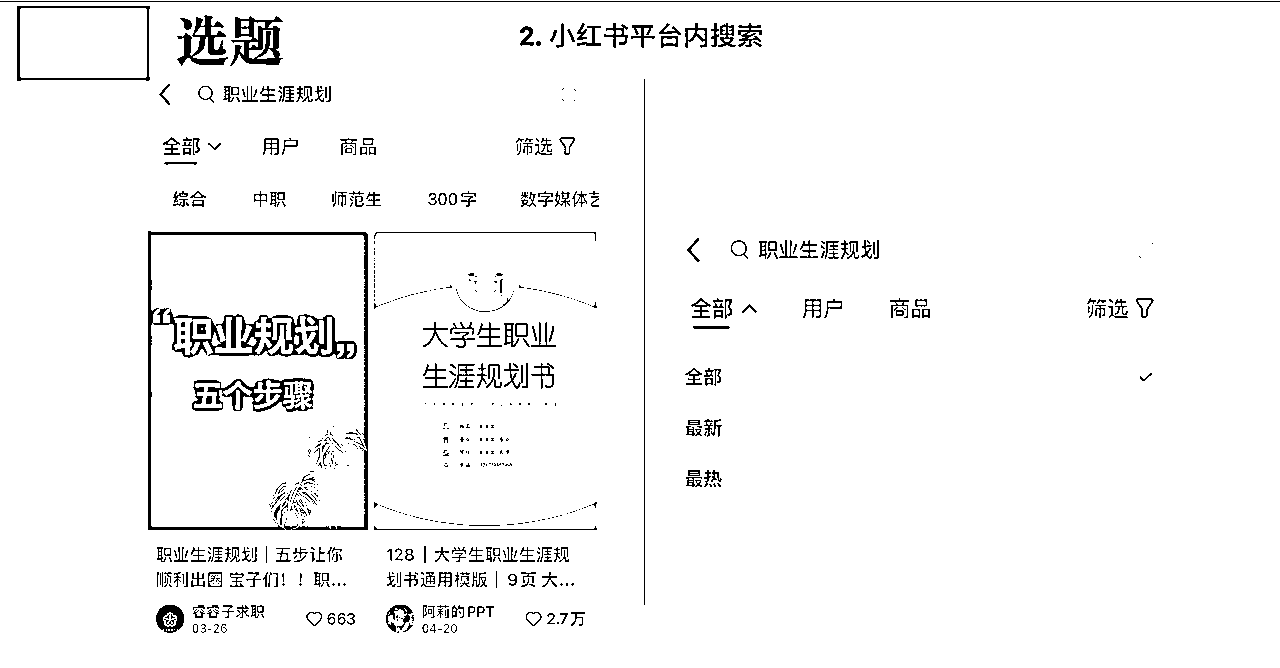 选题
2. 小红书平台内搜索
职业生涯规划
全部 用户 商品 筛选
综合 中职 师范生 300字 数字媒体艺
“职业规划”
五个步骤
大学生职业
生涯规划书
职业生涯规划｜五步让你
顺利出圈 宝子们！！职...
睿睿子求职
03-26
663
128｜大学生职业生涯规
划书通用模版｜9页 大...
阿莉的PPT
04-20
2.7万
职业生涯规划
全部 用户 商品 筛选
全部
最新
最热